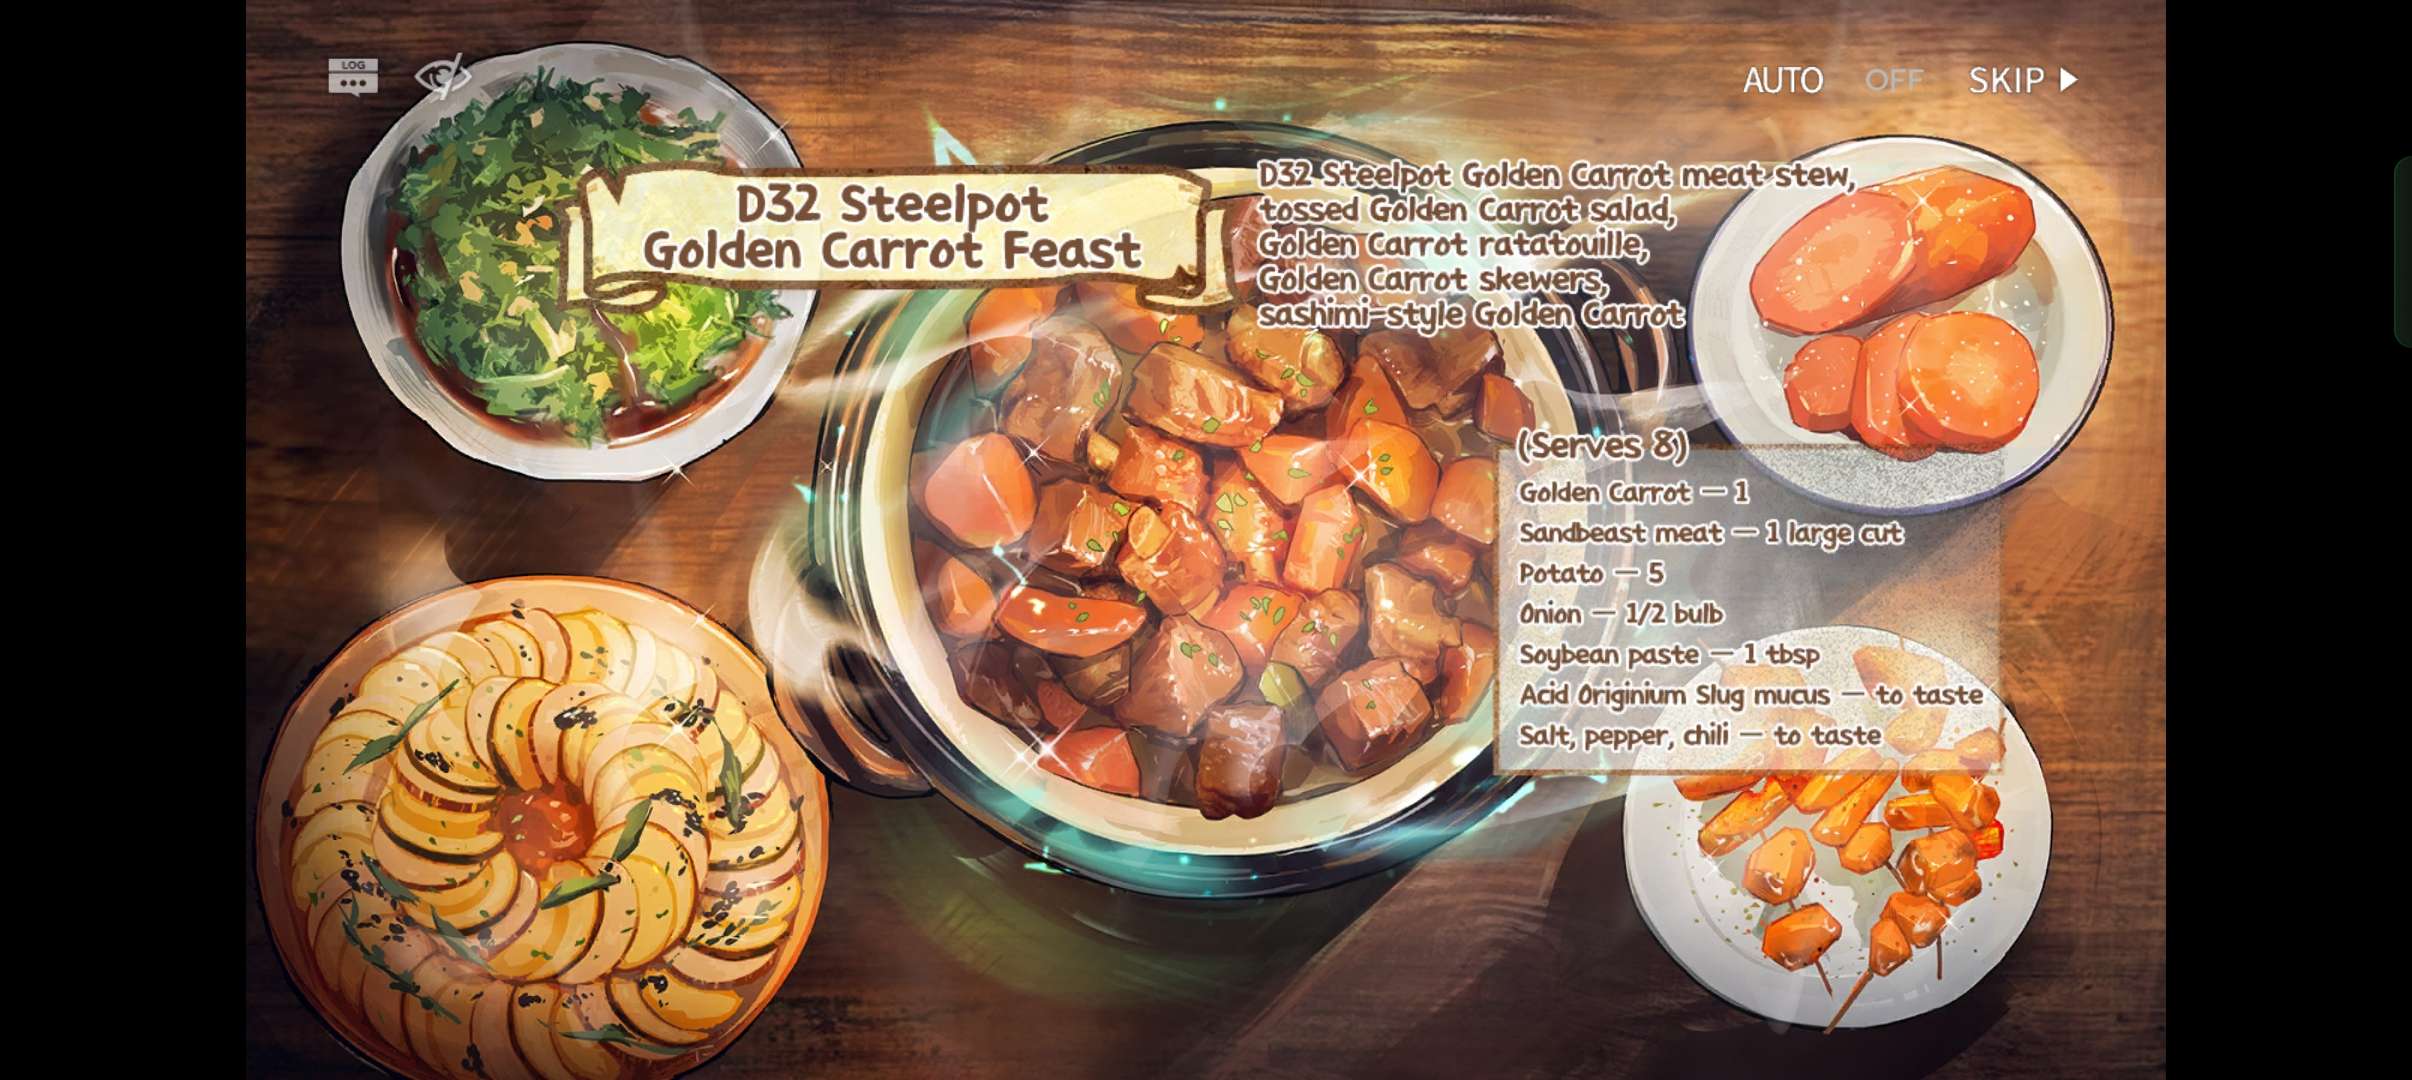 LOG
AUTO OFF SKIP
D32 Steelpot
Golden Carrot Feast
D32 Steelpot Golden Carrot meat stew,
tossed Golden Carrot salad,
Golden Carrot ratatouille,
Golden Carrot skewers,
sashimi-style Golden Carrot
(Serves 8)
Golden Carrot — 1
Sandbeast meat — 1 large cut
Potato — 5
Onion — 1/2 bulb
Soybean paste — 1 tbsp
Acid Originium Slug mucus — to taste
Salt, pepper, chili — to taste